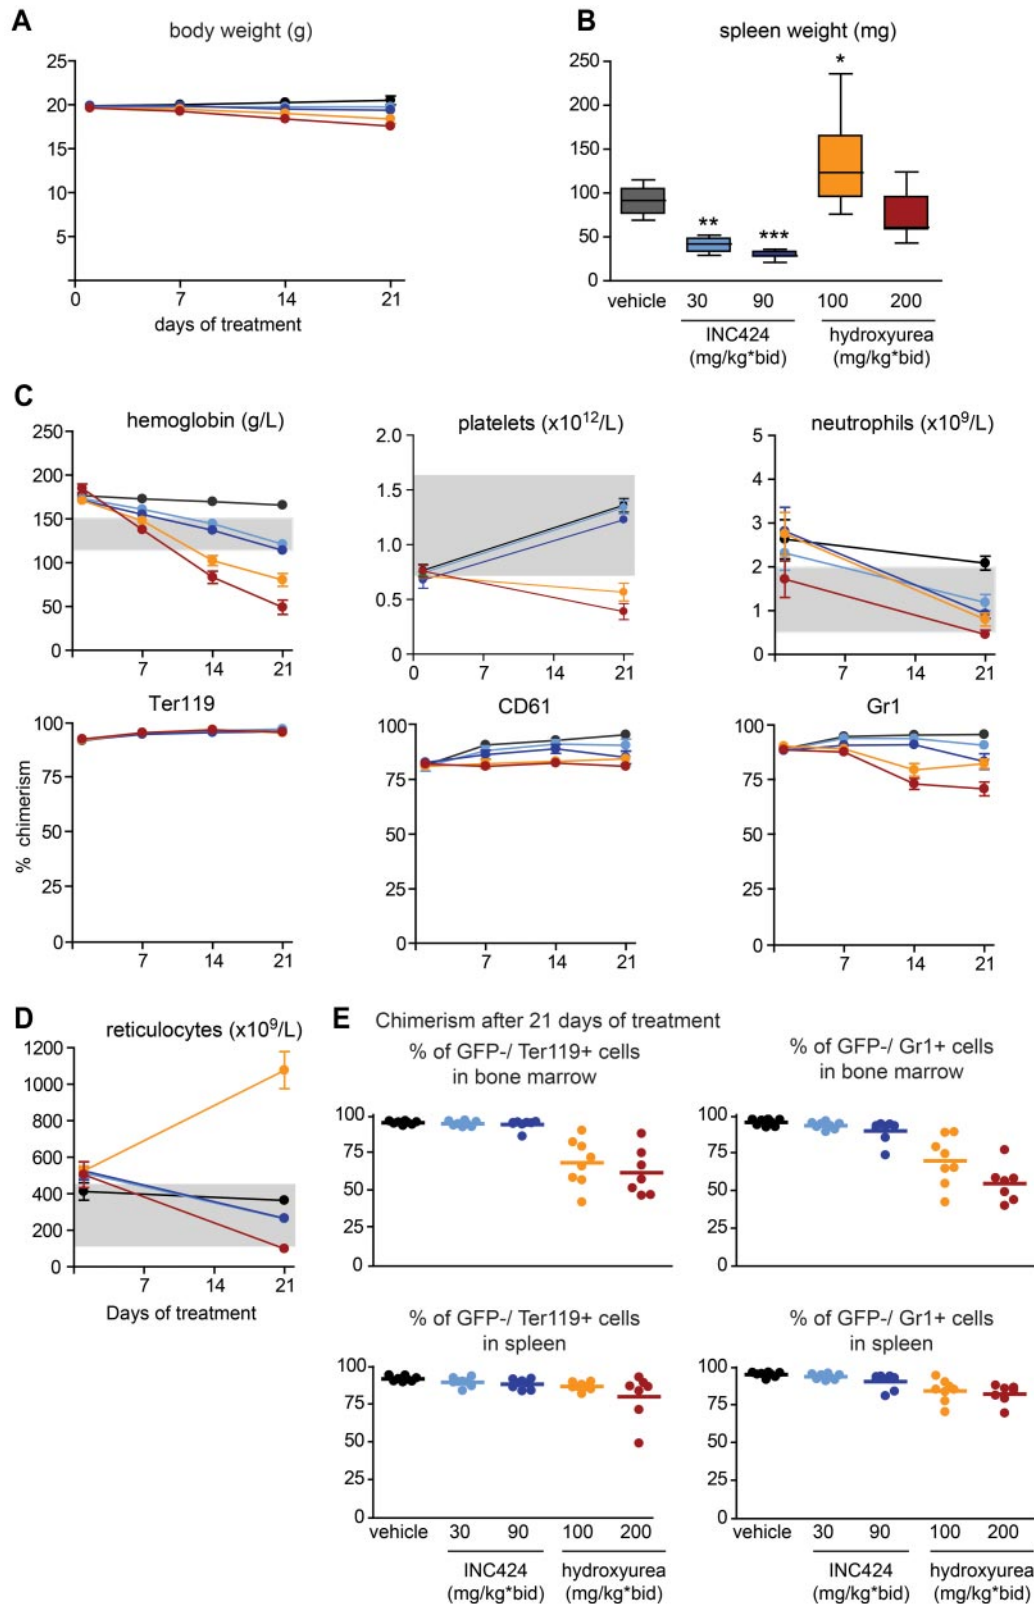 A
body weight (g)
25
20
15
10
5
0
7
14
21
days of treatment
B
spleen weight (mg)
250
200
150
100
50
0
*
**
***
vehicle
30
90
100
200
INC424
(mg/kg*bid)
hydroxyurea
(mg/kg*bid)
C
hemoglobin (g/L)
250
200
150
100
50
0
7
14
21
platelets (x10¹²/L)
2.0
1.5
1.0
0.5
0
0
7
14
21
neutrophils (x10⁹/L)
5
4
3
2
1
0
7
14
21
Ter119
% chimerism
100
75
50
25
0
7
14
21
CD61
100
75
50
25
0
7
14
21
Gr1
100
75
50
25
0
7
14
21
D
reticulocytes (x10⁹/L)
1200
1000
800
600
400
200
0
7
14
21
Days of treatment
E
Chimerism after 21 days of treatment
% of GFP-/ Ter119+ cells
in bone marrow
100
75
50
25
0
% of GFP-/ Gr1+ cells
in bone marrow
100
75
50
25
0
% of GFP-/ Ter119+ cells
in spleen
100
75
50
25
0
vehicle
30
90
100
200
INC424
(mg/kg*bid)
hydroxyurea
(mg/kg*bid)
% of GFP-/ Gr1+ cells
in spleen
100
75
50
25
0
vehicle
30
90
100
200
INC424
(mg/kg*bid)
hydroxyurea
(mg/kg*bid)